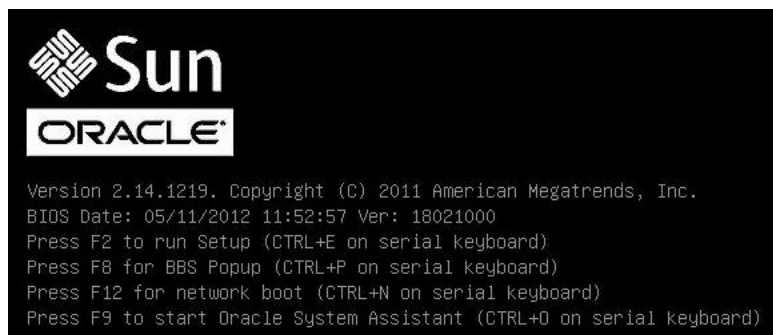 Sun
ORACLE
Version 2.14.1219. Copyright (C) 2011 American Megatrends, Inc.
BIOS Date: 05/11/2012 11:52:57 Ver: 18021000
Press F2 to run Setup (CTRL+E on serial keyboard)
Press F8 for BBS Popup (CTRL+P on serial keyboard)
Press F12 for network boot (CTRL+N on serial keyboard)
Press F9 to start Oracle System Assistant (CTRL+O on serial keyboard)